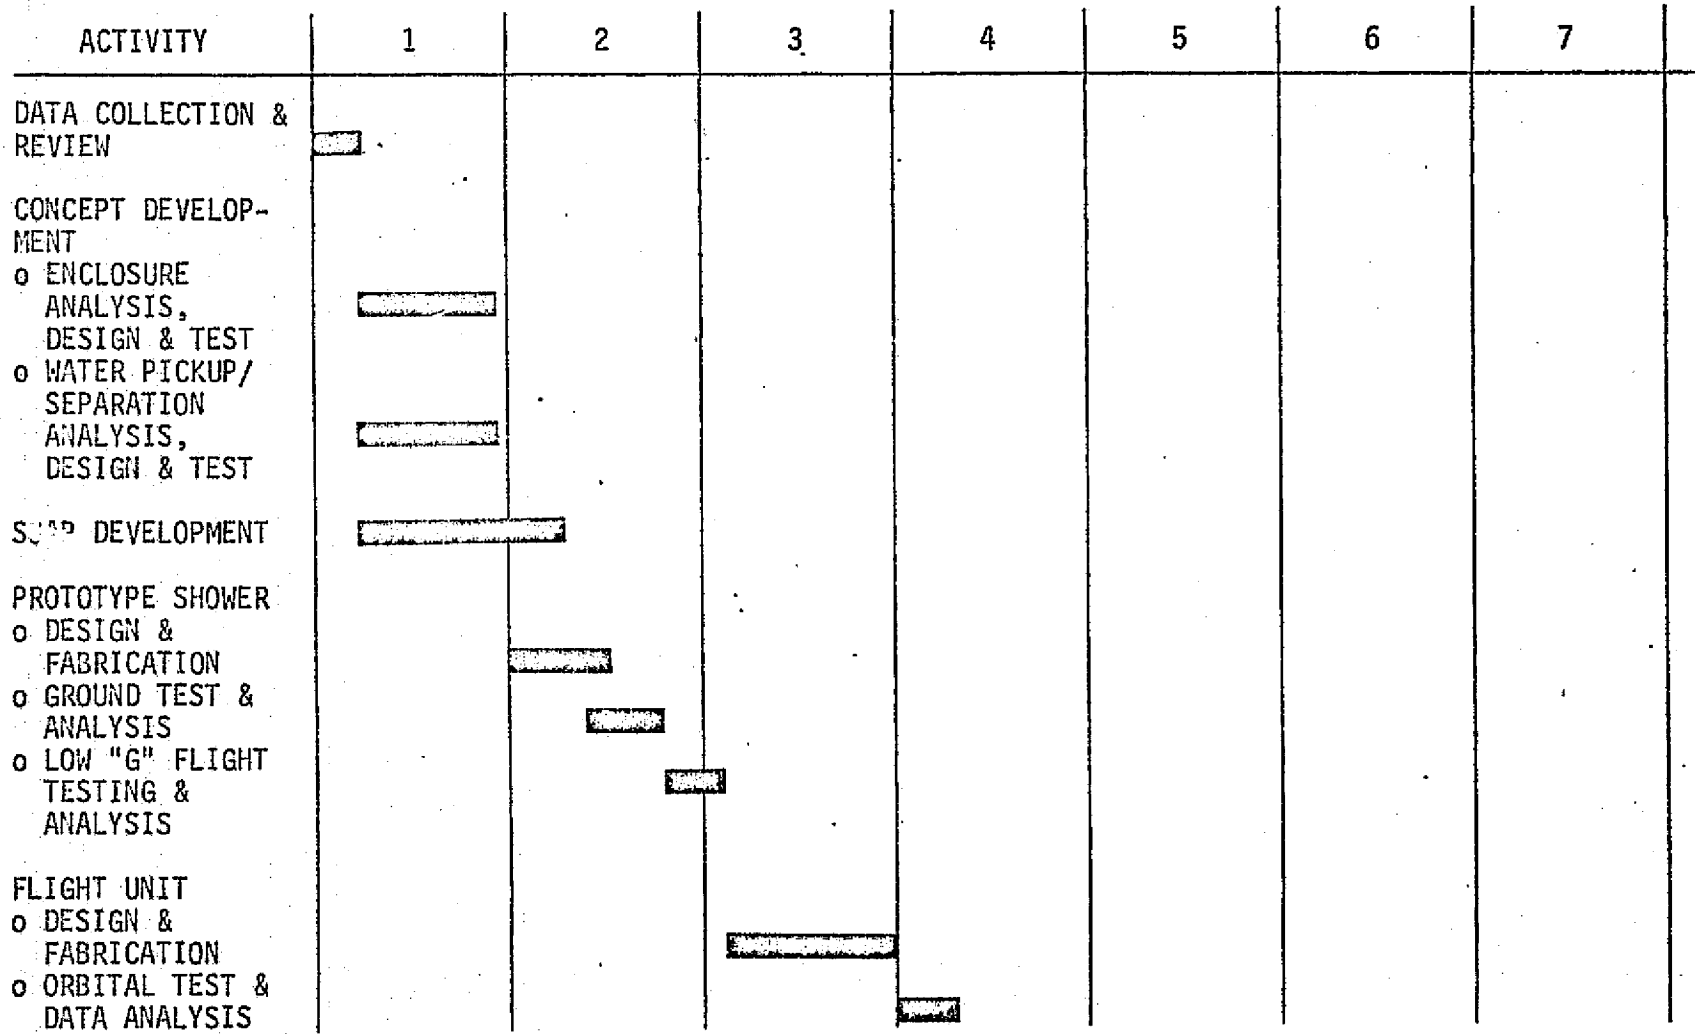 ACTIVITY 1 2 3 4 5 6 7
DATA COLLECTION &
REVIEW
CONCEPT DEVELOP-
MENT
o ENCLOSURE
ANALYSIS,
DESIGN & TEST
o WATER PICKUP/
SEPARATION
ANALYSIS,
DESIGN & TEST
DEVELOPMENT
PROTOTYPE SHOWER
o DESIGN &
FABRICATION
o GROUND TEST &
ANALYSIS
o LOW "G" FLIGHT
TESTING &
ANALYSIS
FLIGHT UNIT
o DESIGN &
FABRICATION
o ORBITAL TEST &
DATA ANALYSIS